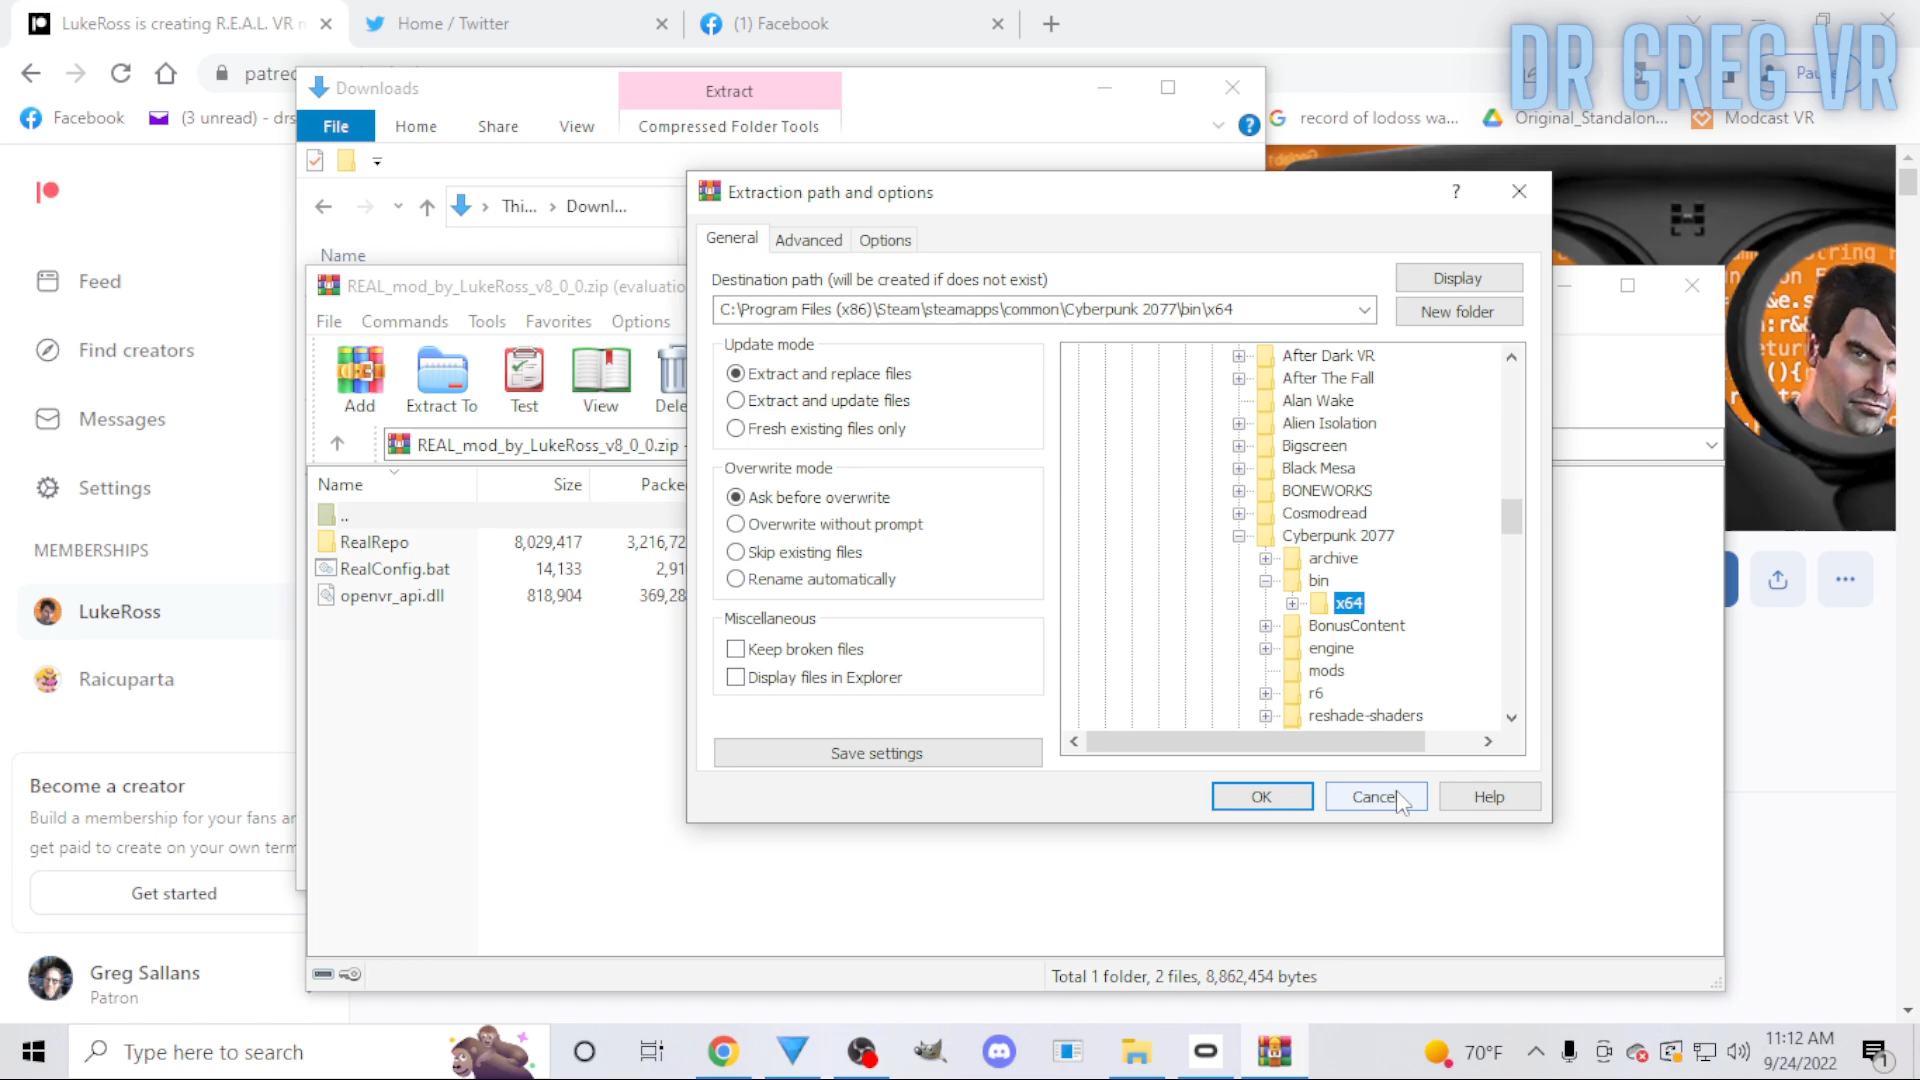 LukeRoss is creating R.E.A.L. VR
Home / Twitter
(1) Facebook
DR GREG VR
Facebook
(3 unread) - drs
record of lodoss wa...
Original_Standalon...
Modcast VR
Downloads
Extract
File
Home
Share
View
Compressed Folder Tools
Thi...
Downl...
Name
REAL_mod_by_LukeRoss_v8_0_0.zip
File Commands Tools Favorites Options
Add
Extract To
Test
View
REAL_mod_by_LukeRoss_v8_0_0.zip -
Name Size Packe
..
RealRepo 8,029,417 3,216,72
RealConfig.bat 14,133 2,91
openvr_api.dll 818,904 369,28
Total 1 folder, 2 files, 8,862,454 bytes
Extraction path and options
?
General Advanced Options
Destination path (will be created if does not exist)
C:\Program Files (x86)\Steam\steamapps\common\Cyberpunk 2077\bin\x64
Display
New folder
Update mode
Extract and replace files
Extract and update files
Fresh existing files only
Overwrite mode
Ask before overwrite
Overwrite without prompt
Skip existing files
Rename automatically
Miscellaneous
Keep broken files
Display files in Explorer
Save settings
After Dark VR
After The Fall
Alan Wake
Alien Isolation
Bigscreen
Black Mesa
BONEWORKS
Cosmodread
Cyberpunk 2077
archive
bin
x64
BonusContent
engine
mods
r6
reshade-shaders
OK
Cancel
Help
Feed
Find creators
Messages
Settings
MEMBERSHIPS
LukeRoss
Raicuparta
Become a creator
Build a membership for your fans
get paid to create on your own term
Get started
Greg Sallans
Patron
Type here to search
70°F
11:12 AM
9/24/2022
1